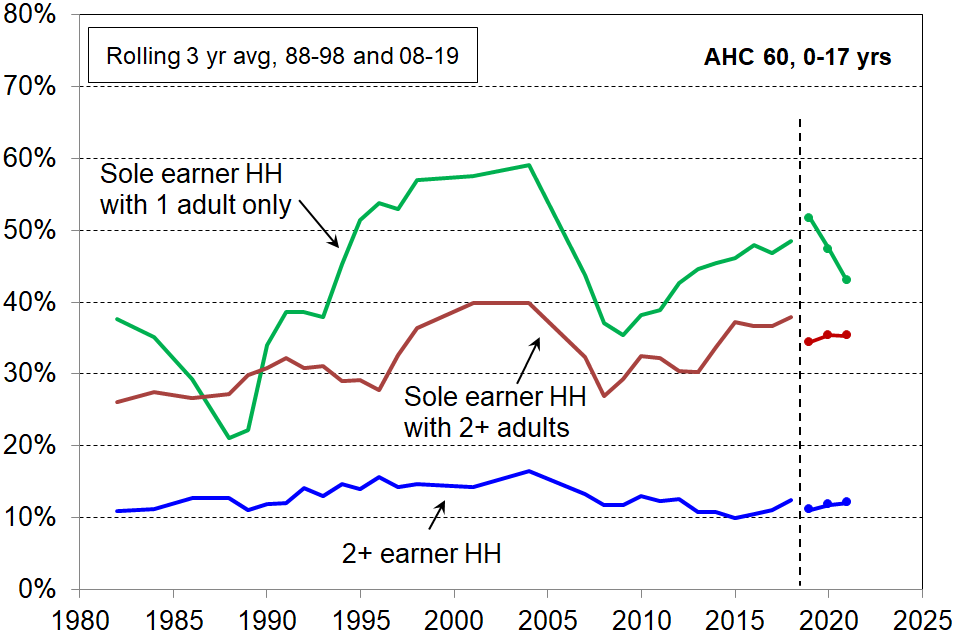 80%
Rolling 3 yr avg, 88-98 and 08-19
AHC 60, 0-17 yrs
70%
60%
Sole earner HH
with 1 adult only
50%
40%
30%
Sole earner HH
with 2+ adults
20%
10%
2+ earner HH
0%
1980 1985 1990 1995 2000 2005 2010 2015 2020 2025